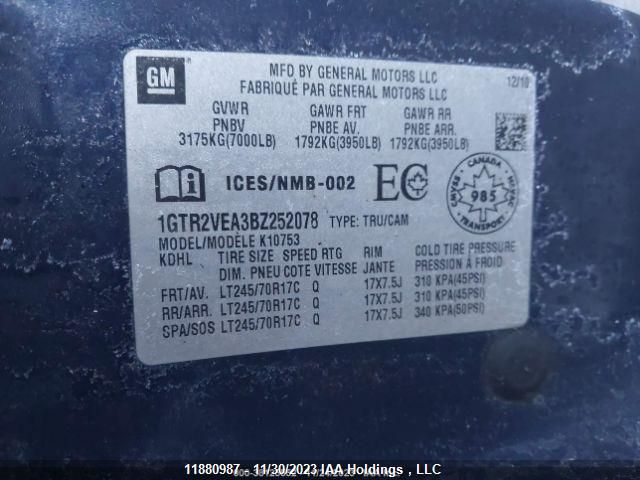 GM
MFD BY GENERAL MOTORS LLC
12/10
FABRIQUÉ PAR GENERAL MOTORS LLC
GVWR GAWR FRT GAWR RR
PNBV PNBE AV. PNBE ARR.
3175KG(7000LB) 1792KG(3950LB) 1792KG(3950LB)
ICES/NMB-002 EC
CANADA
CMVSS NSVAC
985
TRANSPORT
1GTR2VEA3BZ252078 TYPE: TRU/CAM
MODEL/MODÈLE K10753
KDHL TIRE SIZE SPEED RTG RIM COLD TIRE PRESSURE
DIM. PNEU COTE VITESSE JANTE PRESSION À FROID
FRT/AV. LT245/70R17C Q 17X7.5J 310 KPA(45PSI)
RR/ARR. LT245/70R17C Q 17X7.5J 310 KPA(45PSI)
SPA/SOS LT245/70R17C Q 17X7.5J 340 KPA(50PSI)
11880987 - 11/30/2023 IAA Holdings , LLC